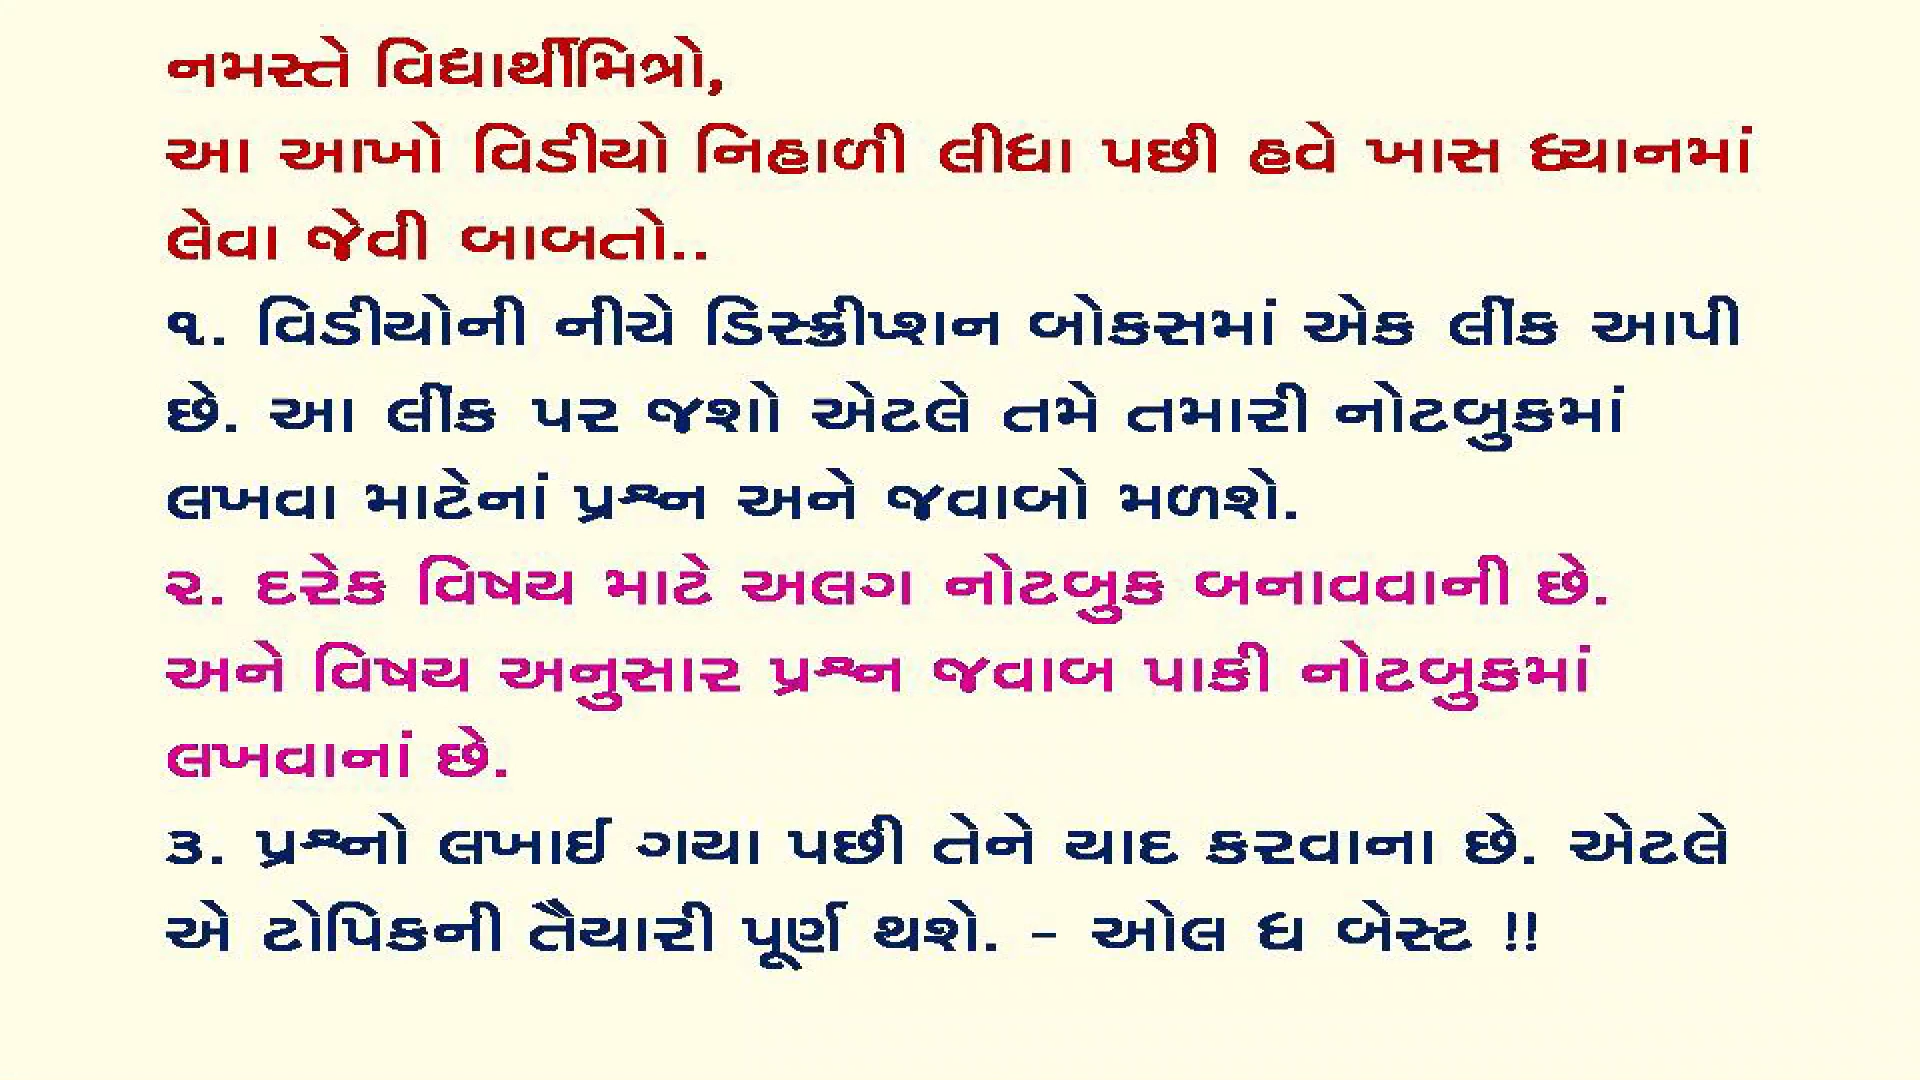 નમસ્તે વિદ્યાર્થીમિત્રો,
આ આખો વિડીયો નિહાળી લીધા પછી હવે ખાસ ધ્યાનમાં
લેવા જેવી બાબતો..
૧. વિડીયોની નીચે ડિસ્ક્રીપ્શન બોકસમાં એક લીંક આપી
છે. આ લીંક પર જશો એટલે તમે તમારી નોટબુકમાં
લખવા માટેનાં પ્રશ્ન અને જવાબો મળશે.
૨. દરેક વિષય માટે અલગ નોટબુક બનાવવાની છે.
અને વિષય અનુસાર પ્રશ્ન જવાબ પાકી નોટબુકમાં
લખવાનાં છે.
૩. પ્રશ્નો લખાઈ ગયા પછી તેને યાદ કરવાના છે. એટલે
એ ટોપિકની તૈયારી પૂર્ણ થશે. - ઓલ ધ બેસ્ટ !!